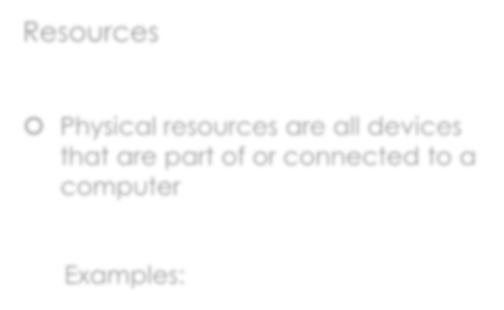 Resources
Physical resources are all devices
that are part of or connected to a
computer
Examples: